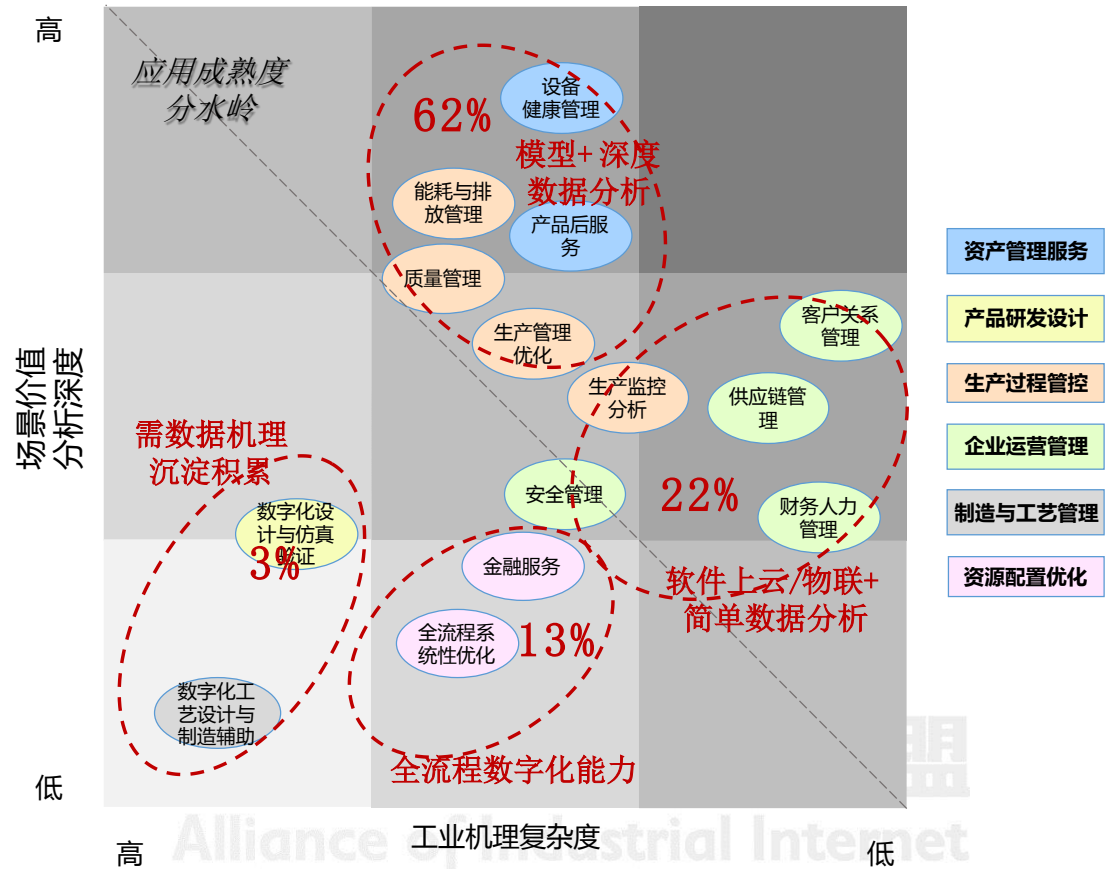 高
应用成熟度
分水岭
62%
设备
健康管理
模型+ 深度
数据分析
能耗与排
放管理
产品后服
务
质量管理
生产管理
优化
生产监控
分析
客户关系
管理
供应链管
理
安全管理
22%
财务人力
管理
软件上云/物联+
简单数据分析
场景价值
分析深度
需数据机理
沉淀积累
数字化设
计与仿真
验证
3%
数字化工
艺设计与
制造辅助
金融服务
全流程系
统性优化
13%
全流程数字化能力
低
高
工业机理复杂度
低
资产管理服务
产品研发设计
生产过程管控
企业运营管理
制造与工艺管理
资源配置优化
盟
Alliance of Industrial Internet